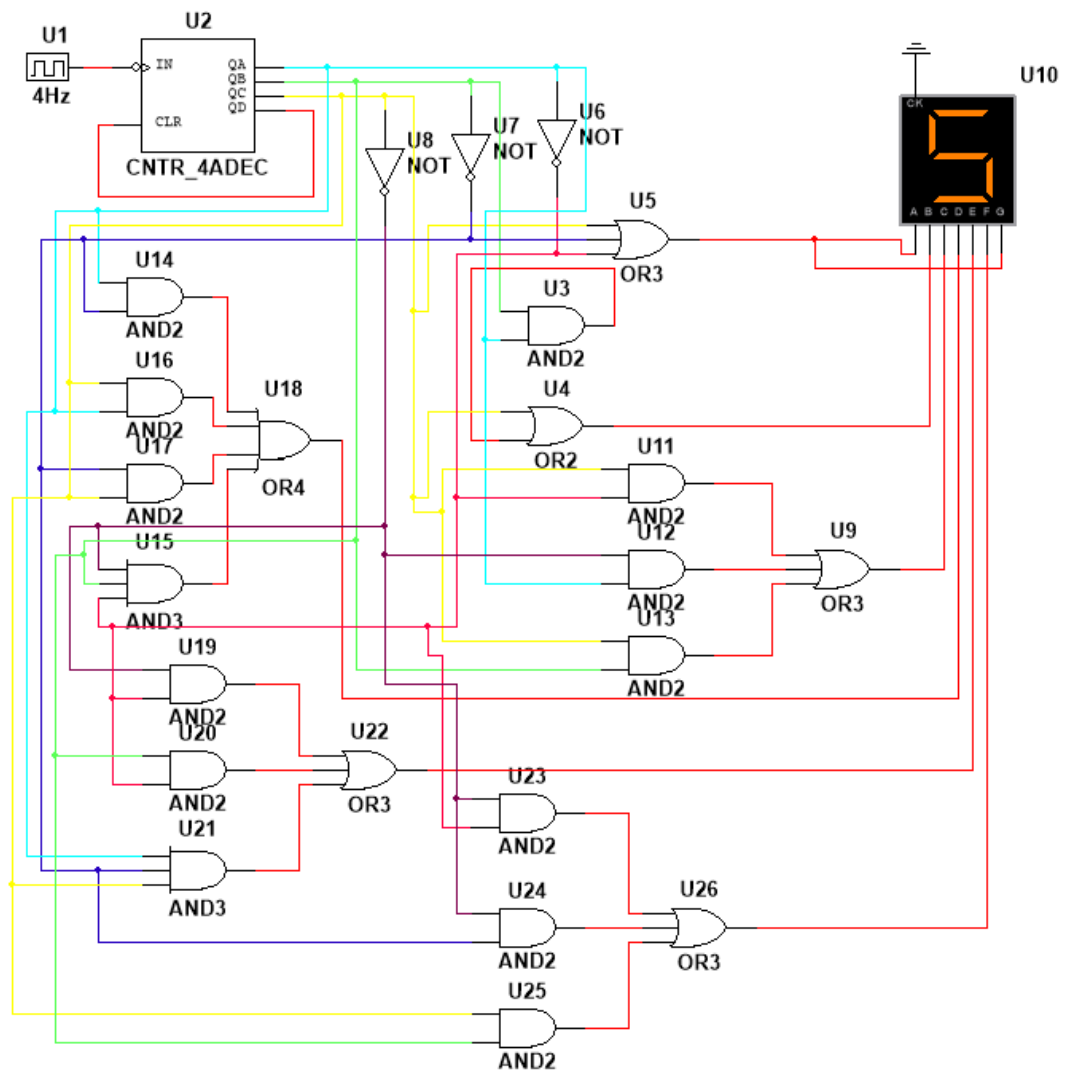 U1
4Hz
U2
IN
CLR
QA
QB
QC
QD
CNTR_4ADEC
U8
NOT
U7
NOT
U6
NOT
U10
CK
A B C D E F G
U5
OR3
U14
AND2
U3
AND2
U16
AND2
U18
OR4
U4
OR2
U17
AND2
U11
AND2
U15
AND3
U12
AND2
U9
OR3
U13
AND2
U19
AND2
U20
AND2
U22
OR3
U23
AND2
U21
AND3
U24
AND2
U26
OR3
U25
AND2